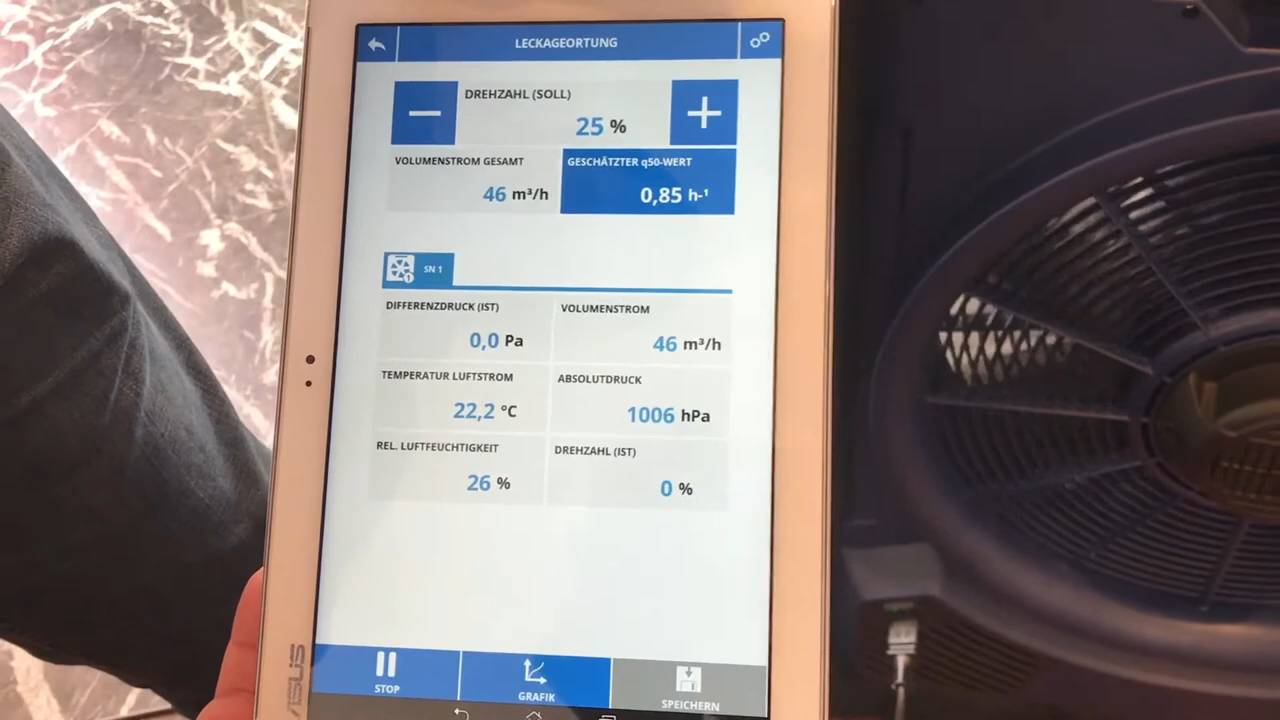 LECKAGEORTUNG
DREHZAHL (SOLL)
25 %
VOLUMENSTROM GESAMT
46 m³/h
GESCHÄTZTER q50-WERT
0,85 h-¹
1
SN 1
DIFFERENZDRUCK (IST)
0,0 Pa
VOLUMENSTROM
46 m³/h
TEMPERATUR LUFTSTROM
22,2 °C
ABSOLUTDRUCK
1006 hPa
REL. LUFTFEUCHTIGKEIT
26 %
DREHZAHL (IST)
0 %
STOP
GRAFIK
SPEICHERN
ASUS